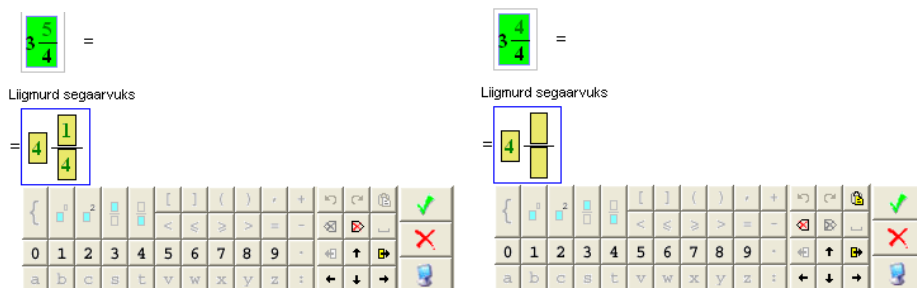 3 5/4 =
Liigmurd segaarvuks
= 4 1/4
{ [ ] ( ) , +
< ⩽ ⩾ > = -
0 1 2 3 4 5 6 7 8 9 ·
a b c s t v w x y z :
3 4/4 =
Liigmurd segaarvuks
= 4
{ [ ] ( ) , +
< ⩽ ⩾ > = -
0 1 2 3 4 5 6 7 8 9 ·
a b c s t v w x y z :